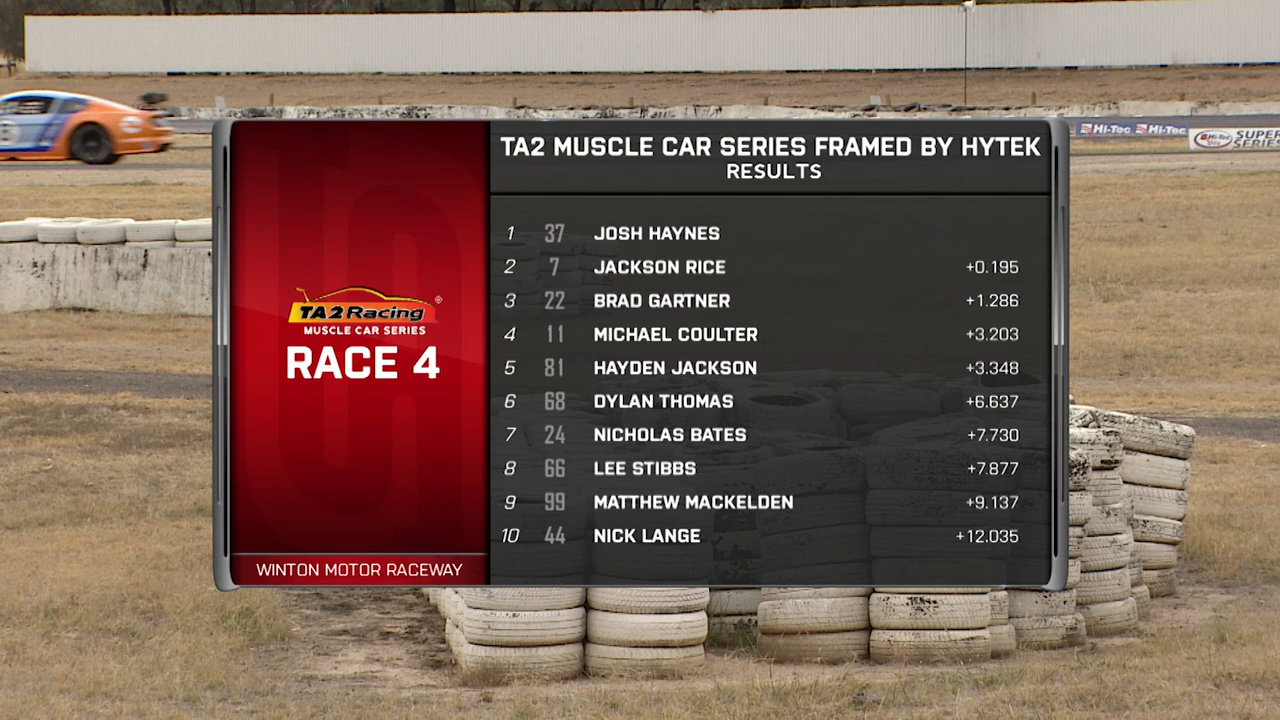 Hi-Tec Hi-Tec
Hi-Tec
SUPER
SERIES
TA2 MUSCLE CAR SERIES FRAMED BY HYTEK
RESULTS
1 37 JOSH HAYNES
2 7 JACKSON RICE +0.195
3 22 BRAD GARTNER +1.286
4 11 MICHAEL COULTER +3.203
5 81 HAYDEN JACKSON +3.348
6 68 DYLAN THOMAS +6.637
7 24 NICHOLAS BATES +7.730
8 66 LEE STIBBS +7.877
9 99 MATTHEW MACKELDEN +9.137
10 44 NICK LANGE +12.035
TA2 Racing ®
MUSCLE CAR SERIES
RACE 4
WINTON MOTOR RACEWAY